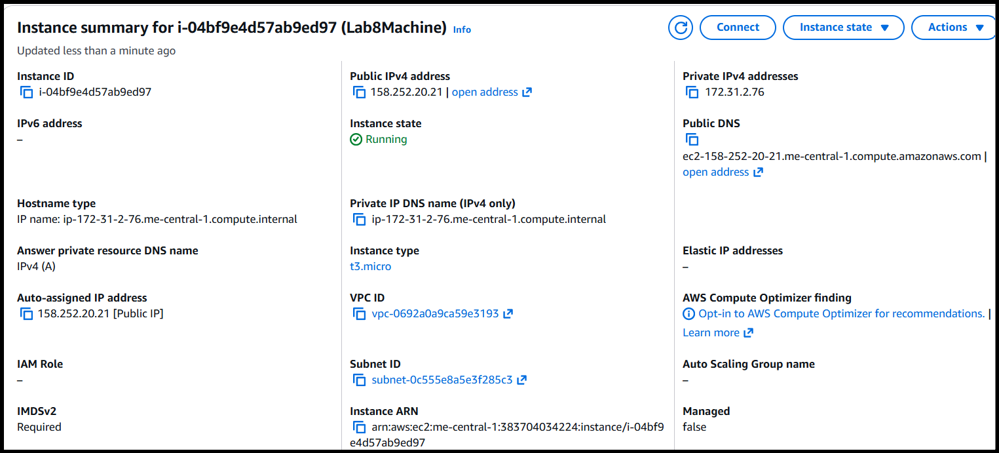 Instance summary for i-04bf9e4d57ab9ed97 (Lab8Machine) Info
Connect
Instance state
Actions
Updated less than a minute ago
Instance ID
i-04bf9e4d57ab9ed97
Public IPv4 address
158.252.20.21 | open address
Private IPv4 addresses
172.31.2.76
IPv6 address
–
Instance state
Running
Public DNS
ec2-158-252-20-21.me-central-1.compute.amazonaws.com |
open address
Hostname type
IP name: ip-172-31-2-76.me-central-1.compute.internal
Private IP DNS name (IPv4 only)
ip-172-31-2-76.me-central-1.compute.internal
Answer private resource DNS name
IPv4 (A)
Instance type
t3.micro
Elastic IP addresses
–
Auto-assigned IP address
158.252.20.21 [Public IP]
VPC ID
vpc-0692a0a9ca59e3193
AWS Compute Optimizer finding
Opt-in to AWS Compute Optimizer for recommendations. |
Learn more
IAM Role
–
Subnet ID
subnet-0c555e8a5e3f285c3
Auto Scaling Group name
–
IMDSv2
Required
Instance ARN
arn:aws:ec2:me-central-1:383704034224:instance/i-04bf9
e4d57ab9ed97
Managed
false